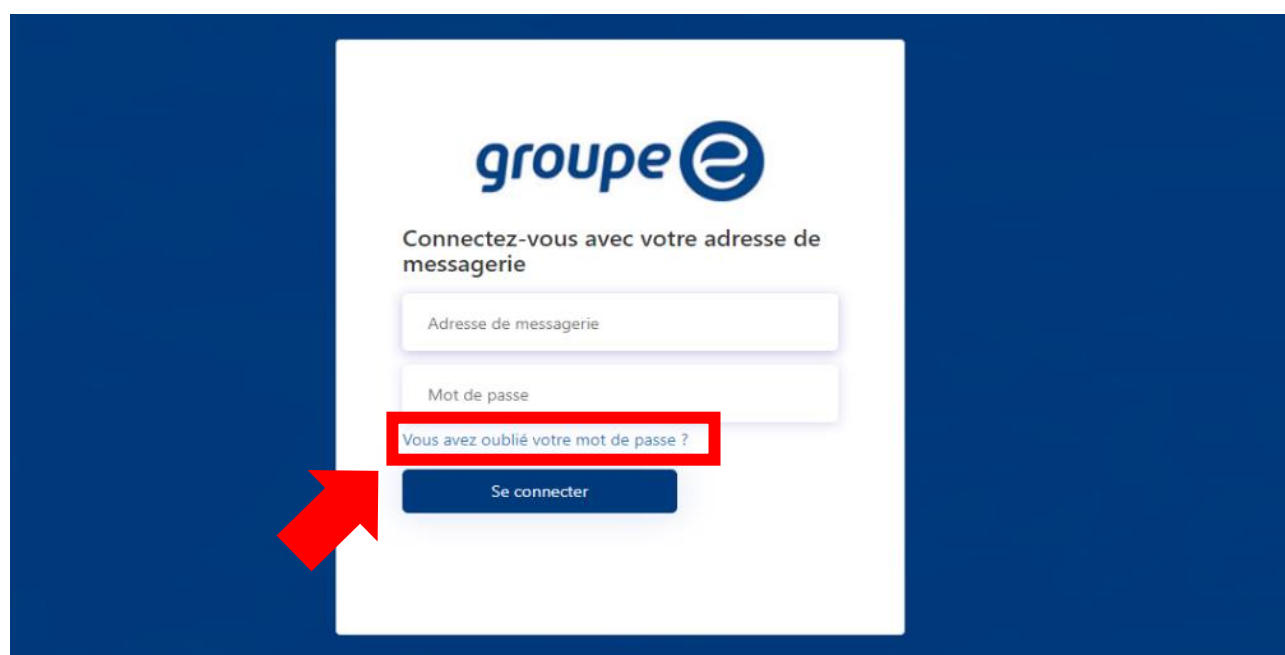 groupe e
Connectez-vous avec votre adresse de
messagerie
Adresse de messagerie
Mot de passe
Vous avez oublié votre mot de passe ?
Se connecter